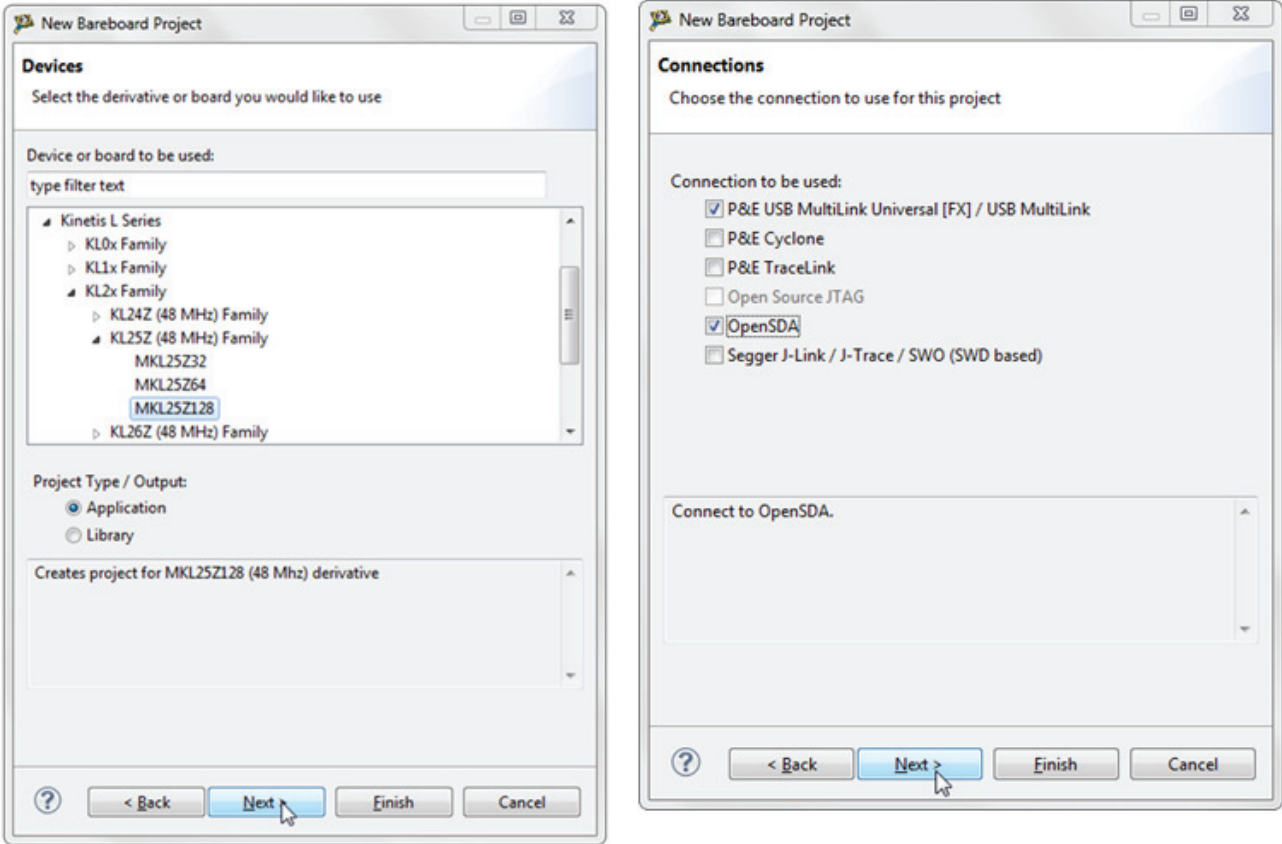 New Bareboard Project
Devices
Select the derivative or board you would like to use
Device or board to be used:
type filter text
Kinetis L Series
KL0x Family
KL1x Family
KL2x Family
KL24Z (48 MHz) Family
KL25Z (48 MHz) Family
MKL25Z32
MKL25Z64
MKL25Z128
KL26Z (48 MHz) Family
Project Type / Output:
Application
Library
Creates project for MKL25Z128 (48 Mhz) derivative
? < Back Next > Finish Cancel
New Bareboard Project
Connections
Choose the connection to use for this project
Connection to be used:
P&E USB MultiLink Universal [FX] / USB MultiLink
P&E Cyclone
P&E TraceLink
Open Source JTAG
OpenSDA
Segger J-Link / J-Trace / SWO (SWD based)
Connect to OpenSDA.
? < Back Next > Finish Cancel